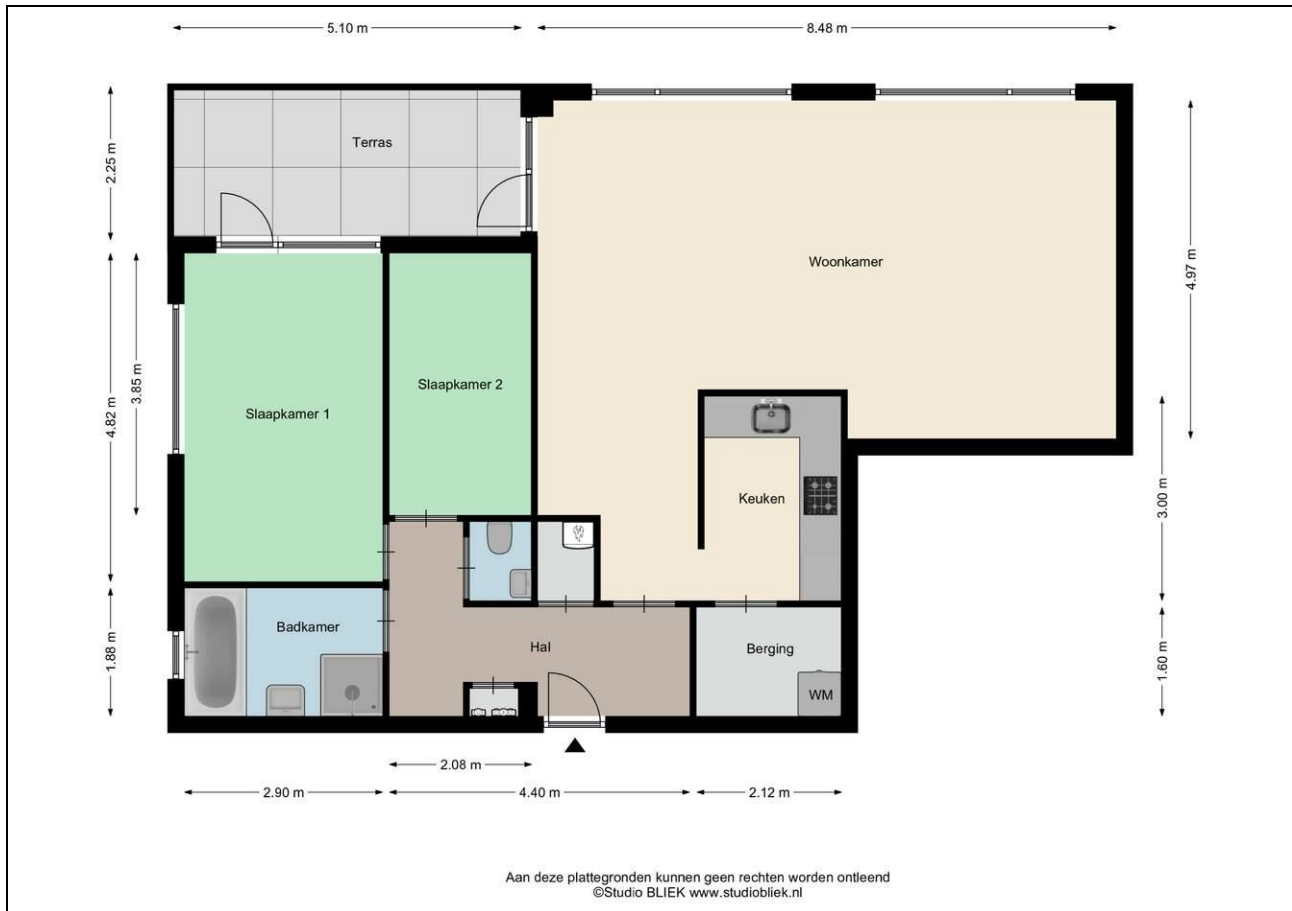 5.10 m
8.48 m
2.25 m
Terras
Woonkamer
4.97 m
3.85 m
4.82 m
Slaapkamer 1
Slaapkamer 2
Keuken
3.00 m
Badkamer
Hal
Berging
1.88 m
1.60 m
WM
2.08 m
2.90 m
4.40 m
2.12 m
Aan deze plattegronden kunnen geen rechten worden ontleend
©Studio BLIEK www.studiobliek.nl